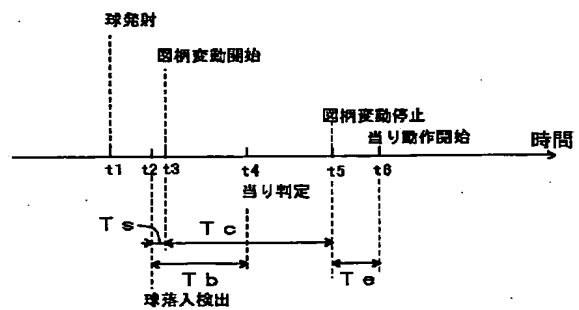 球発射
図柄変動開始
図柄変動停止
当り動作開始
時間
t1 t2 t3 t4 t5 t6
当り判定
Ts Tc
Tb Te
球落入検出